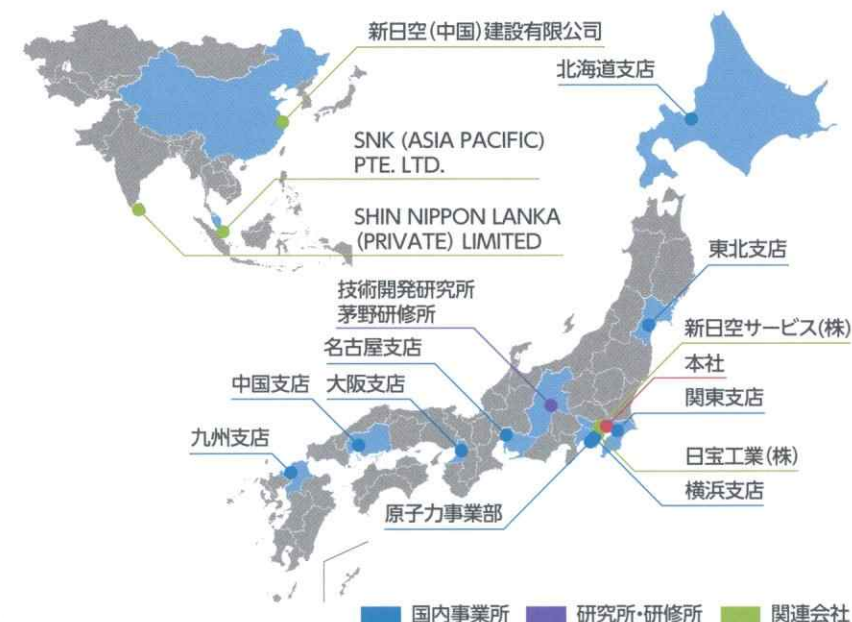 新日空(中国)建設有限公司
北海道支店
SNK (ASIA PACIFIC)
PTE. LTD.
SHIN NIPPON LANKA
(PRIVATE) LIMITED
東北支店
技術開発研究所
茅野研修所
新日空サービス(株)
名古屋支店
本社
中国支店
大阪支店
関東支店
九州支店
日宝工業(株)
横浜支店
原子力事業部
国内事業所
研究所・研修所
関連会社